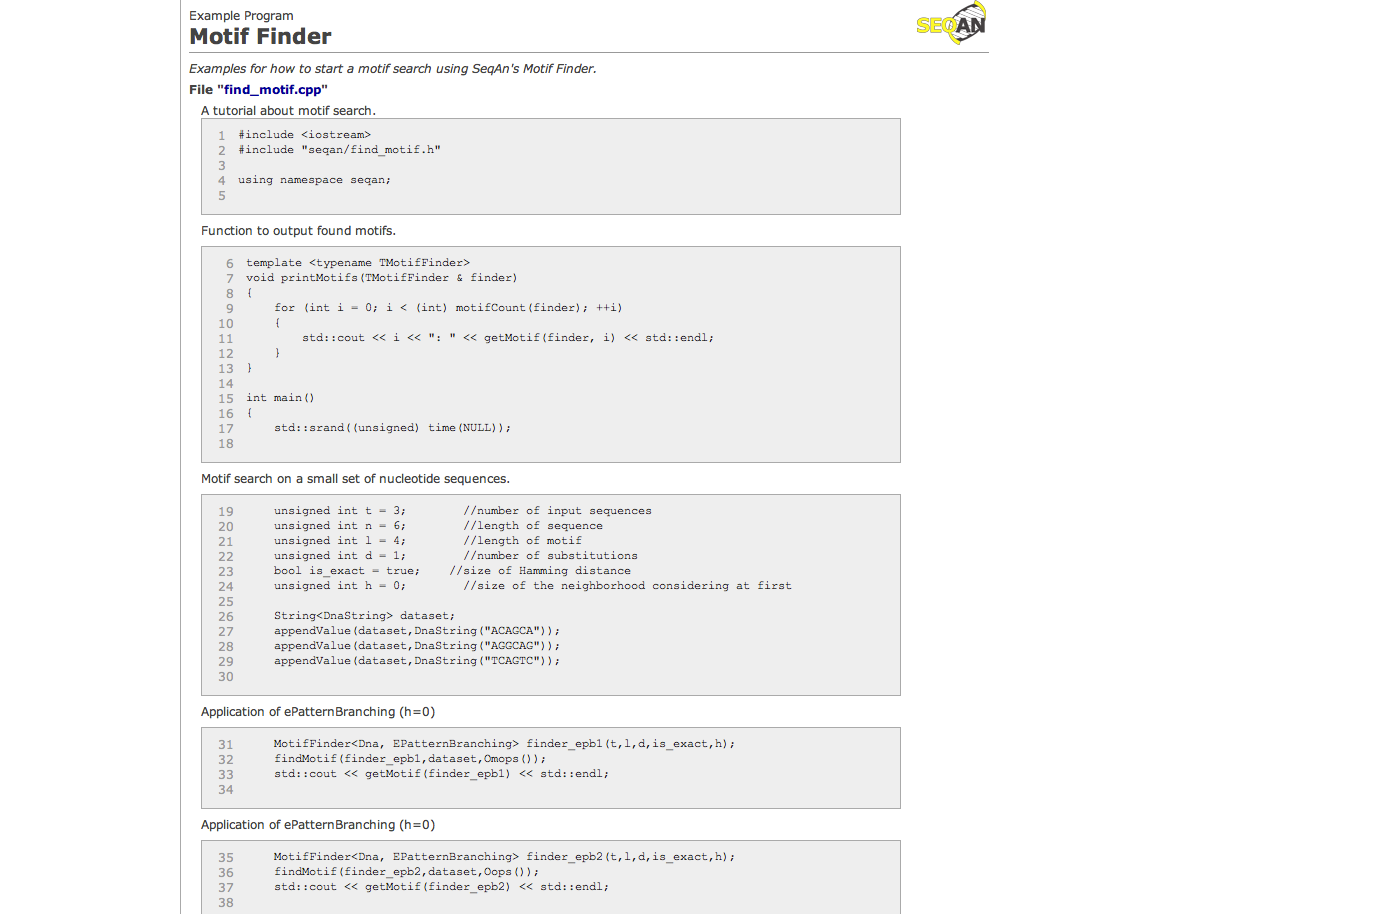 Example Program
Motif Finder
SEQAN
Examples for how to start a motif search using SeqAn's Motif Finder.
File "find_motif.cpp"
A tutorial about motif search.
1 #include <iostream>
2 #include "seqan/find_motif.h"
3
4 using namespace seqan;
5
Function to output found motifs.
6 template <typename TMotifFinder>
7 void printMotifs(TMotifFinder & finder)
8 {
9     for (int i = 0; i < (int) motifCount(finder); ++i)
10     {
11         std::cout << i << ": " << getMotif(finder, i) << std::endl;
12     }
13 }
14
15 int main()
16 {
17     std::srand((unsigned) time(NULL));
18
Motif search on a small set of nucleotide sequences.
19     unsigned int t = 3;        //number of input sequences
20     unsigned int n = 6;        //length of sequence
21     unsigned int l = 4;        //length of motif
22     unsigned int d = 1;        //number of substitutions
23     bool is_exact = true;    //size of Hamming distance
24     unsigned int h = 0;        //size of the neighborhood considering at first
25
26     String<DnaString> dataset;
27     appendValue(dataset,DnaString("ACAGCA"));
28     appendValue(dataset,DnaString("AGGCAG"));
29     appendValue(dataset,DnaString("TCAGTC"));
30
Application of ePatternBranching (h=0)
31     MotifFinder<Dna, EPatternBranching> finder_epb1(t,l,d,is_exact,h);
32     findMotif(finder_epb1,dataset,Omops());
33     std::cout << getMotif(finder_epb1) << std::endl;
34
Application of ePatternBranching (h=0)
35     MotifFinder<Dna, EPatternBranching> finder_epb2(t,l,d,is_exact,h);
36     findMotif(finder_epb2,dataset,Oops());
37     std::cout << getMotif(finder_epb2) << std::endl;
38